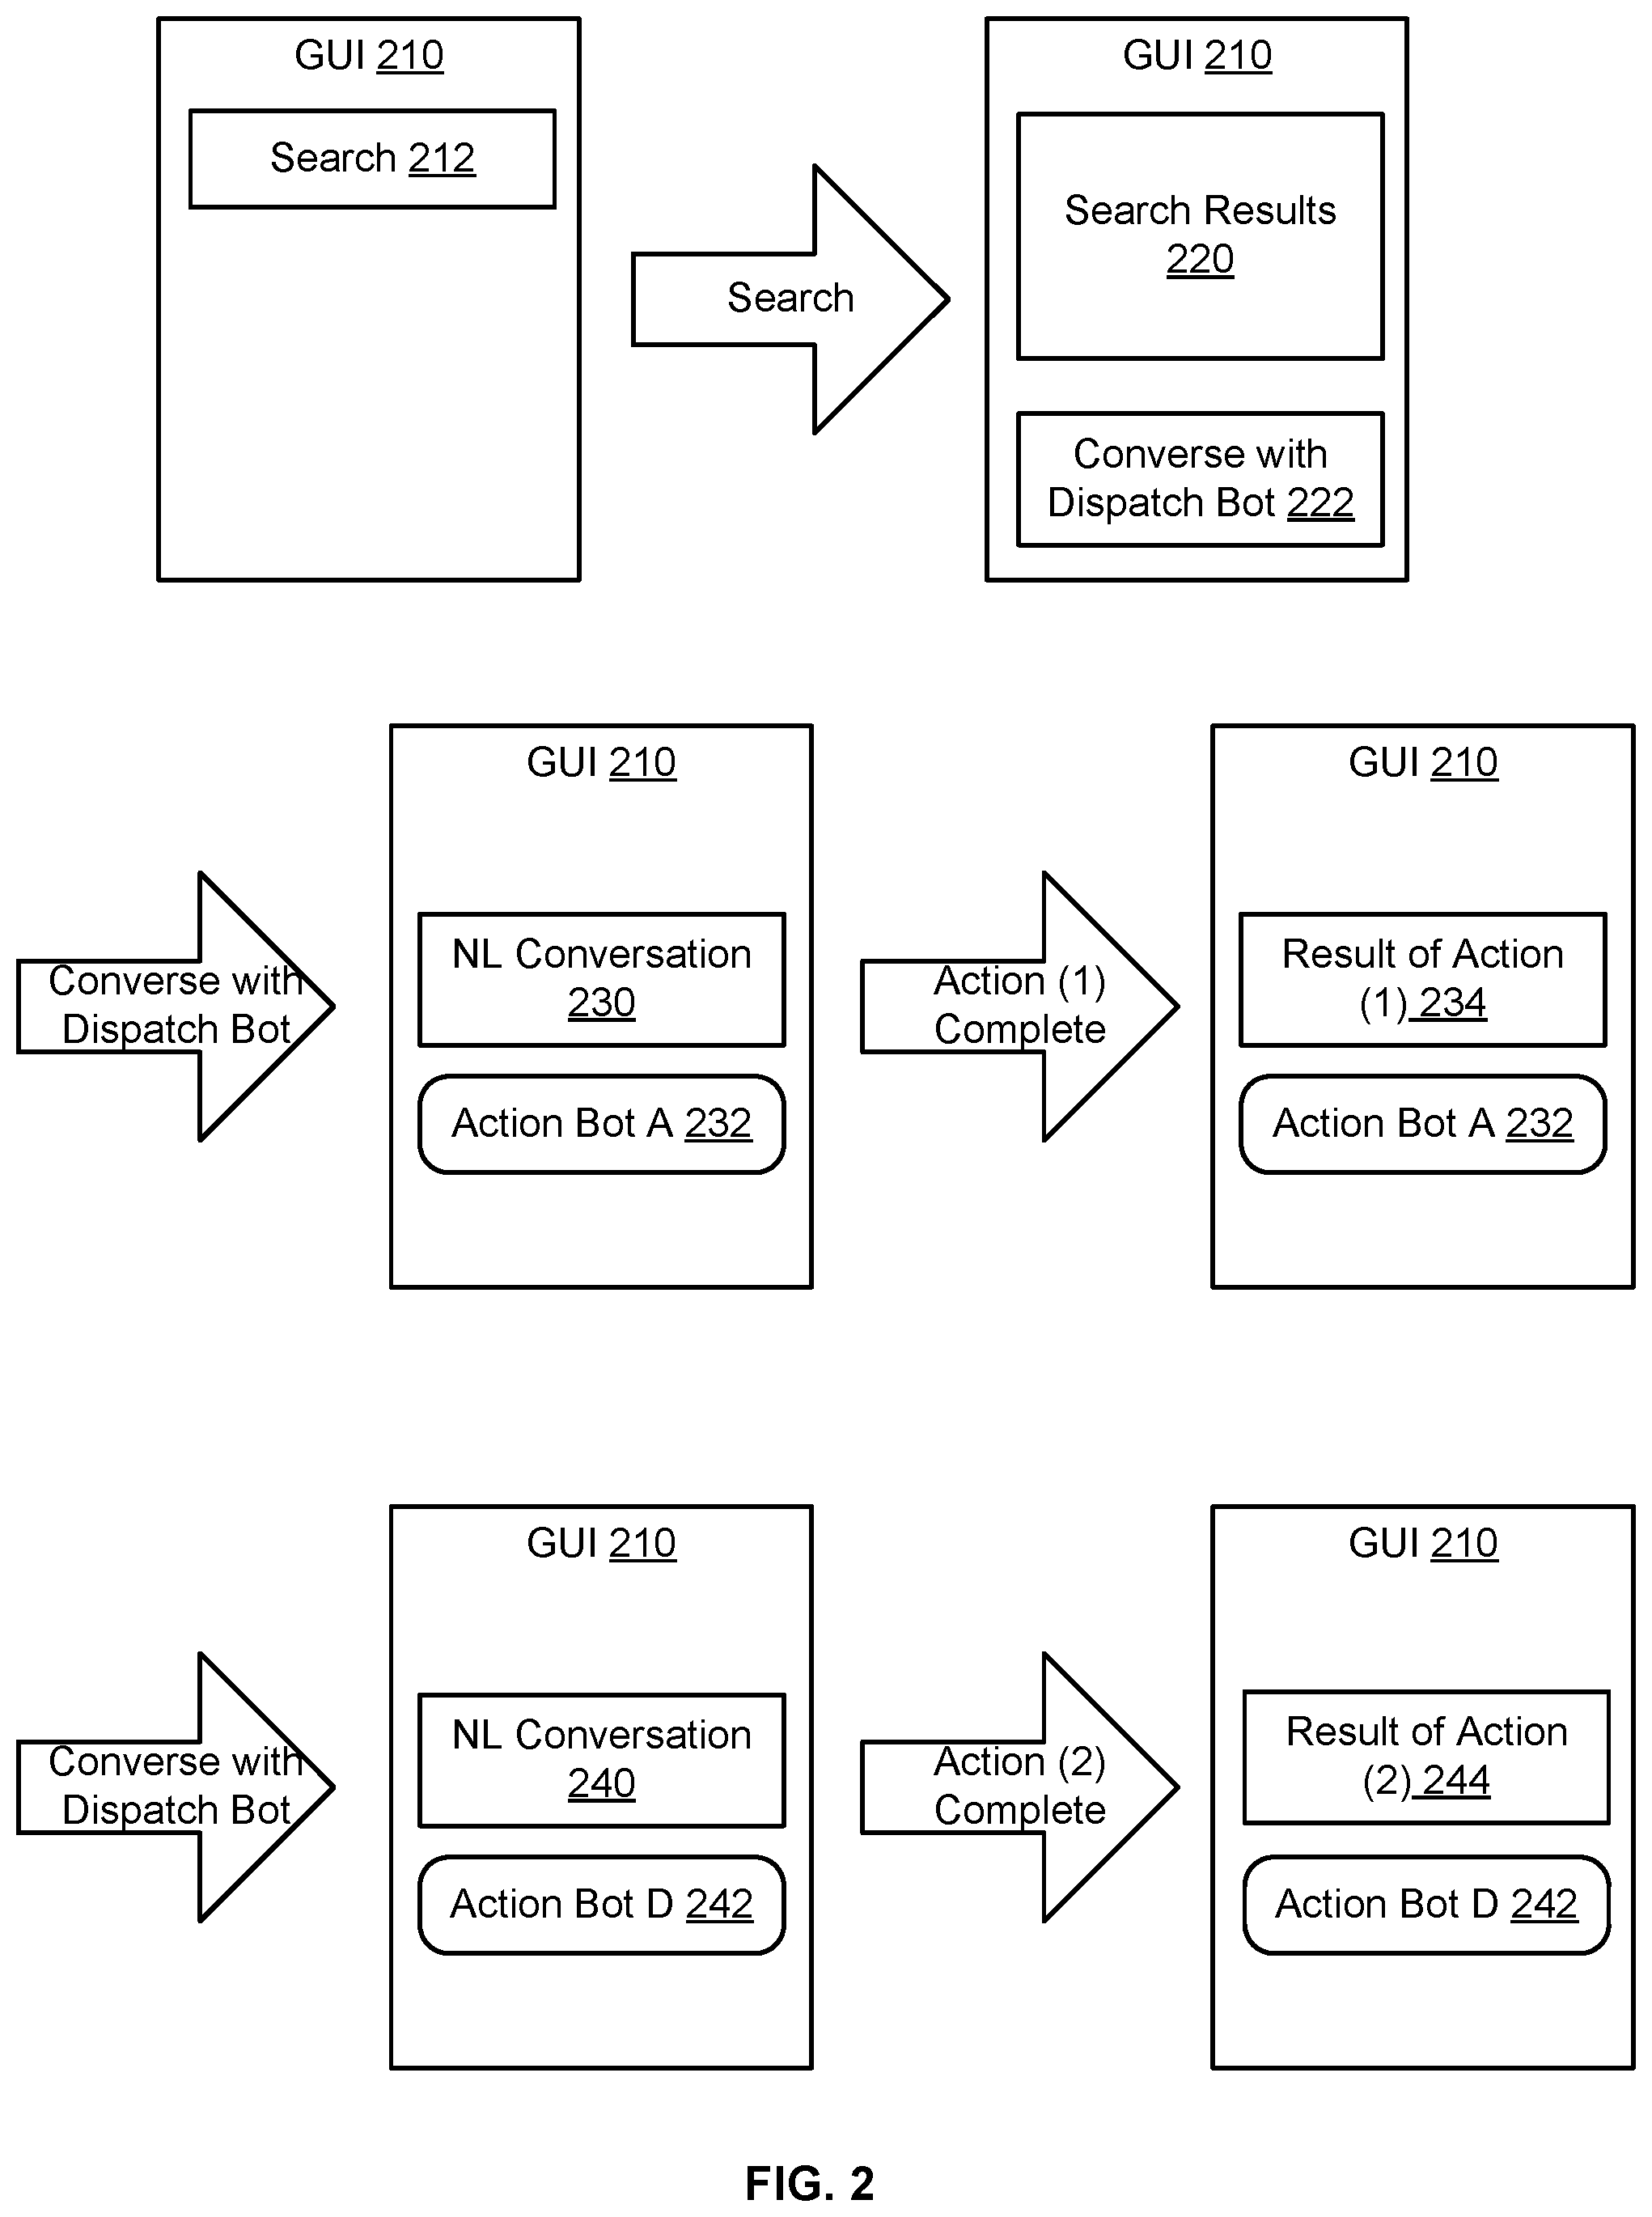 GUI 210
Search 212
Search
GUI 210
Search Results
220
Converse with
Dispatch Bot 222
Converse with
Dispatch Bot
GUI 210
NL Conversation
230
Action Bot A 232
Action (1)
Complete
GUI 210
Result of Action
(1) 234
Action Bot A 232
Converse with
Dispatch Bot
GUI 210
NL Conversation
240
Action Bot D 242
Action (2)
Complete
GUI 210
Result of Action
(2) 244
Action Bot D 242
FIG. 2